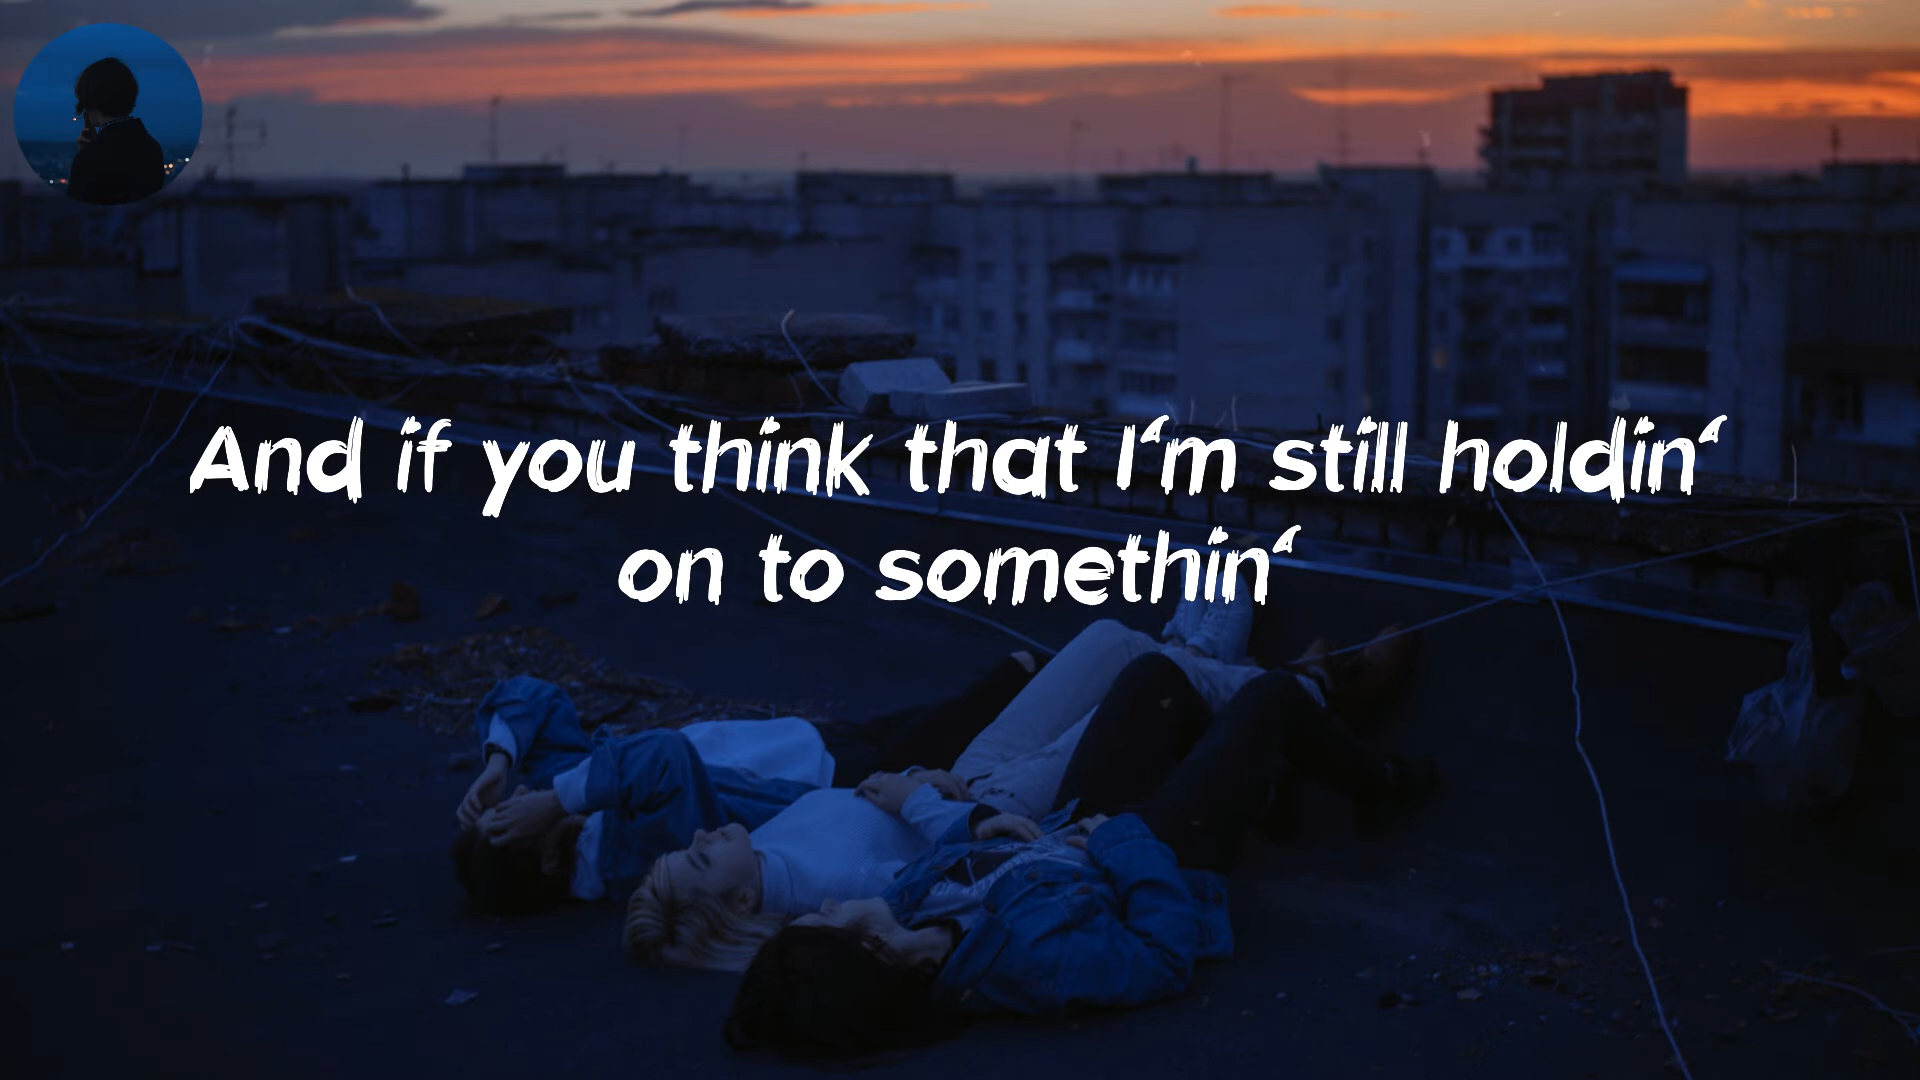 And if you think that I‘m still holdin‘
on to somethin‘